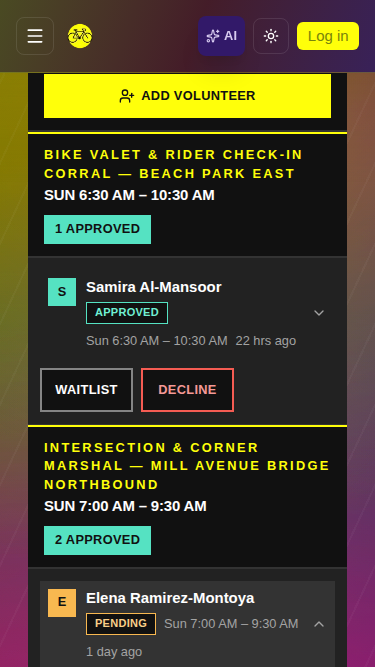 AI
Log in
ADD VOLUNTEER
BIKE VALET & RIDER CHECK-IN
CORRAL — BEACH PARK EAST
SUN 6:30 AM – 10:30 AM
1 APPROVED
S
Samira Al-Mansoor
APPROVED
Sun 6:30 AM – 10:30 AM 22 hrs ago
WAITLIST
DECLINE
INTERSECTION & CORNER
MARSHAL — MILL AVENUE BRIDGE
NORTHBOUND
SUN 7:00 AM – 9:30 AM
2 APPROVED
E
Elena Ramirez-Montoya
PENDING
Sun 7:00 AM – 9:30 AM
1 day ago